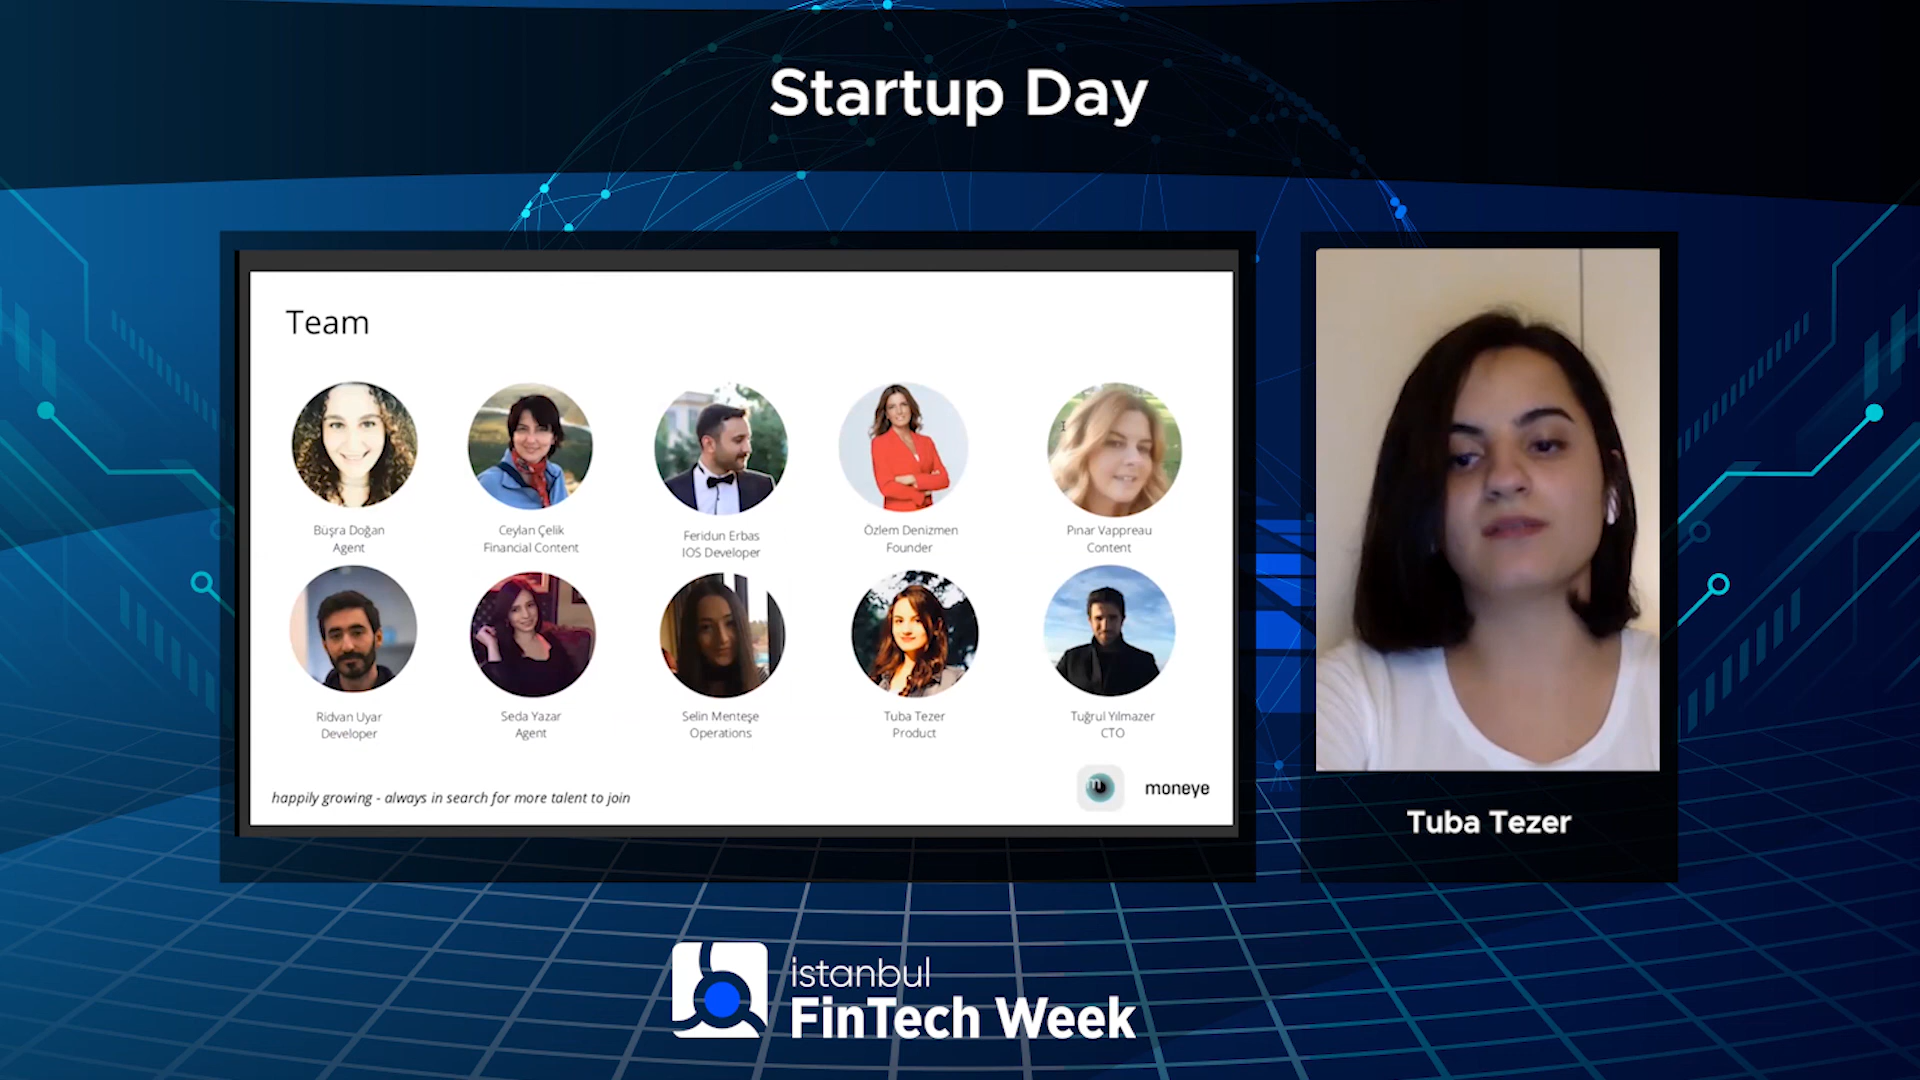 Startup Day
Team
Büşra Doğan
Agent
Ceylan Çelik
Financial Content
Feridun Erbas
IOS Developer
Özlem Denizmen
Founder
Pınar Vappreau
Content
Ridvan Uyar
Developer
Seda Yazar
Agent
Selin Menteşe
Operations
Tuba Tezer
Product
Tuğrul Yılmazer
CTO
happily growing - always in search for more talent to join
m
moneye
Tuba Tezer
istanbul
FinTech Week